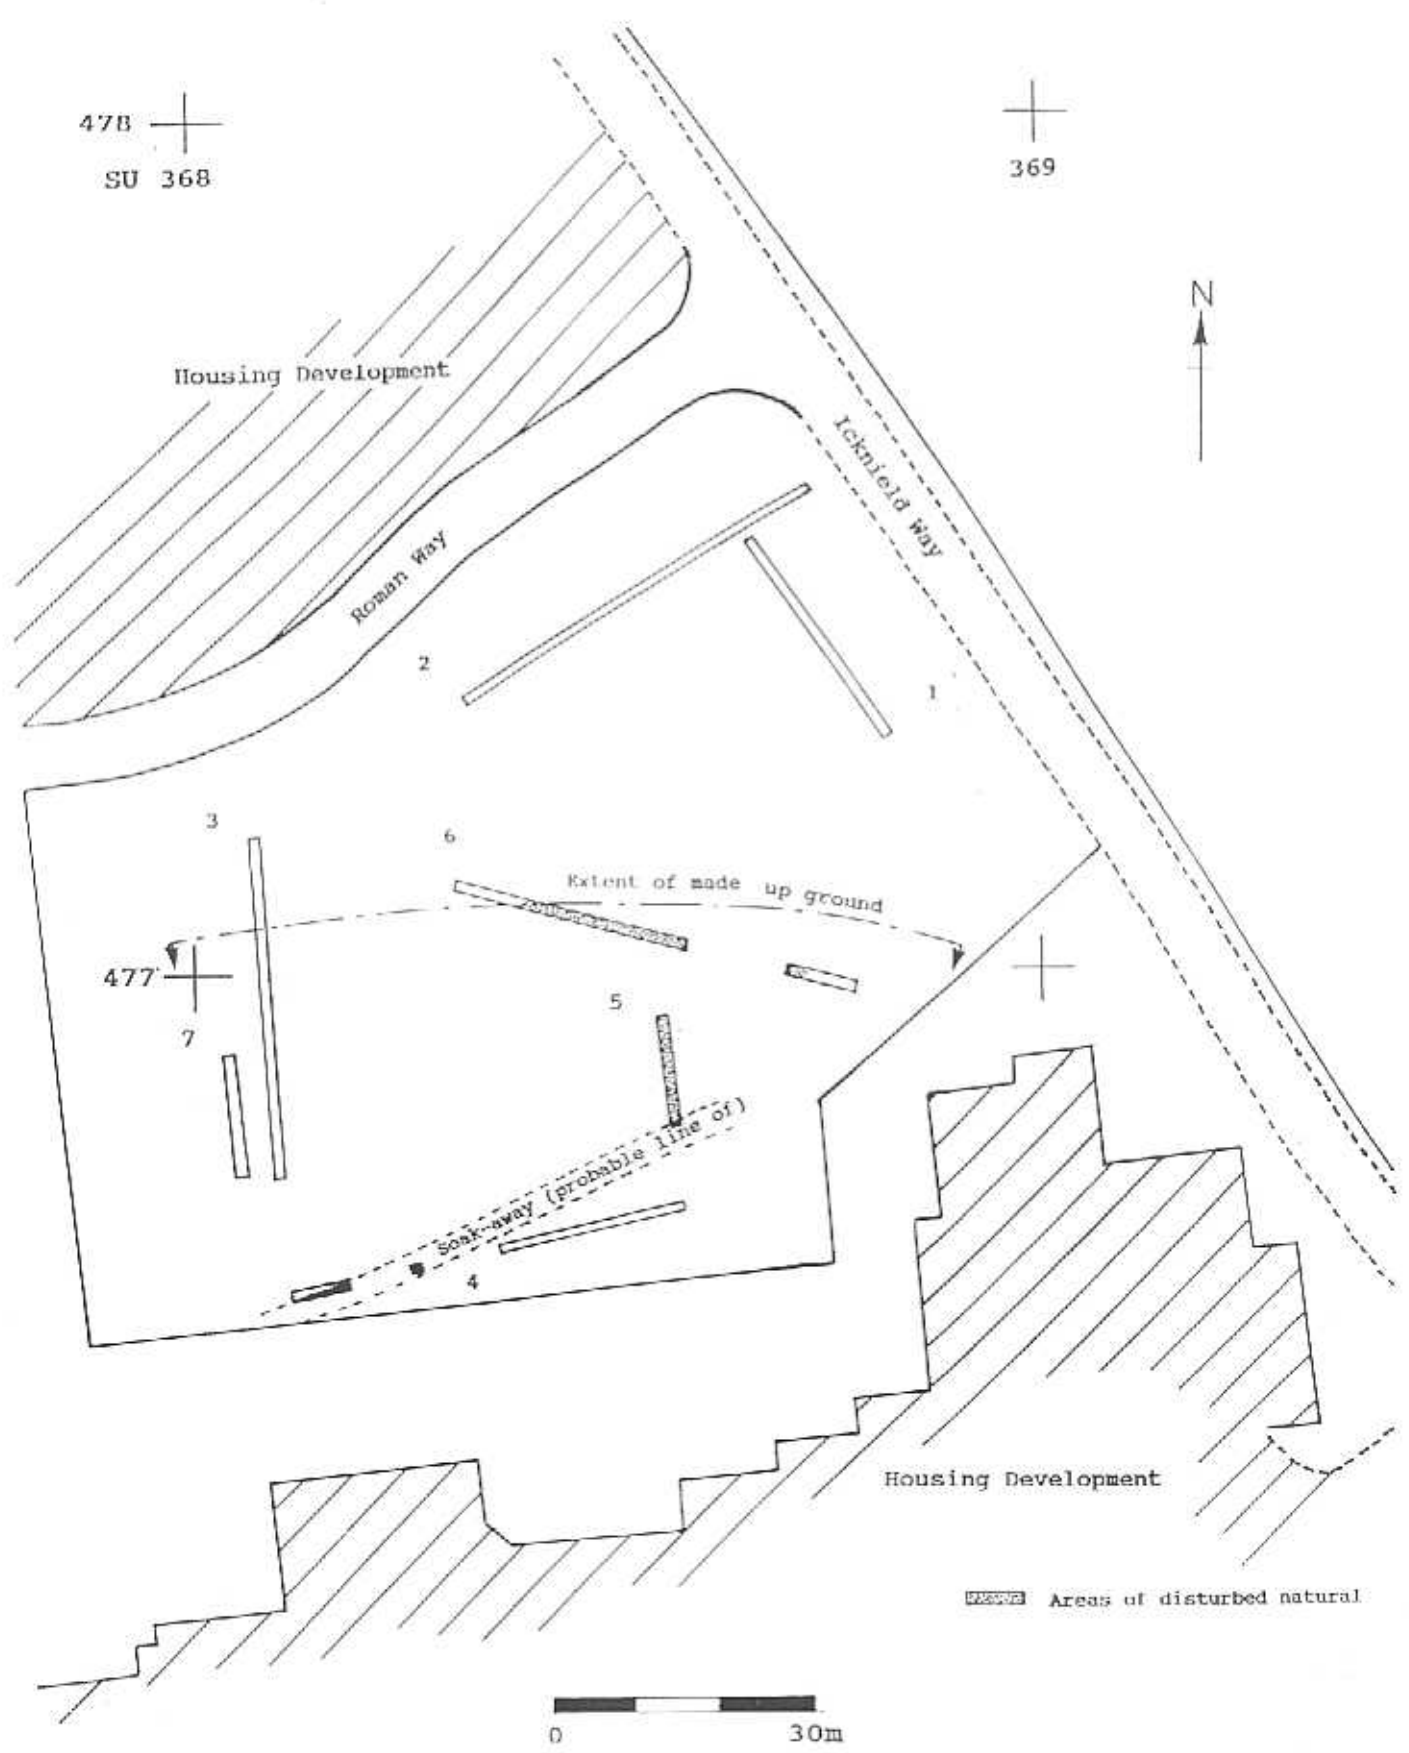 478
SU 368
369
N
Housing Development
Icknield Way
Roman Way
2
1
3
6
Extent of made up ground
477
5
7
Soak-away (probable line of)
4
Housing Development
Areas of disturbed natural
0 30m